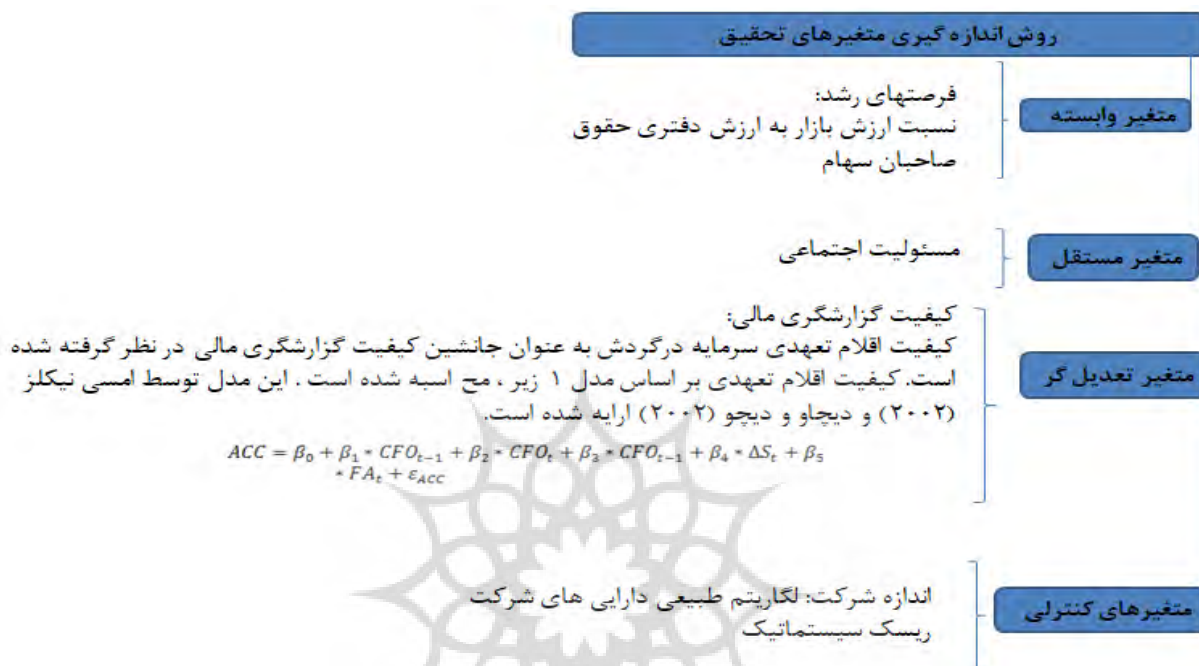 روش اندازه گیری متغیرهای تحقیق
متغیر وابسته
فرصتهای رشد:
نسبت ارزش بازار به ارزش دفتری حقوق
صاحبان سهام
متغیر مستقل
مسئولیت اجتماعی
متغیر تعدیل گر
کیفیت گزارشگری مالی:
کیفیت اقلام تعهدی سرمایه درگردش به عنوان جانشین کیفیت گزارشگری مالی در نظر گرفته شده
است. کیفیت اقلام تعهدی بر اساس مدل ۱ زیر ، مح اسبه شده است . این مدل توسط امسی نیکلز
(۲۰۰۲) و دیچاو و دیچو (۲۰۰۲) ارایه شده است.
ACC = β₀ + β₁ * CFOₜ₋₁ + β₂ * CFOₜ + β₃ * CFOₜ₋₁ + β₄ * ΔSₜ + β₅
* FAₜ + ε_ACC
متغیرهای کنترلی
اندازه شرکت: لگاریتم طبیعی دارایی های شرکت
ریسک سیستماتیک